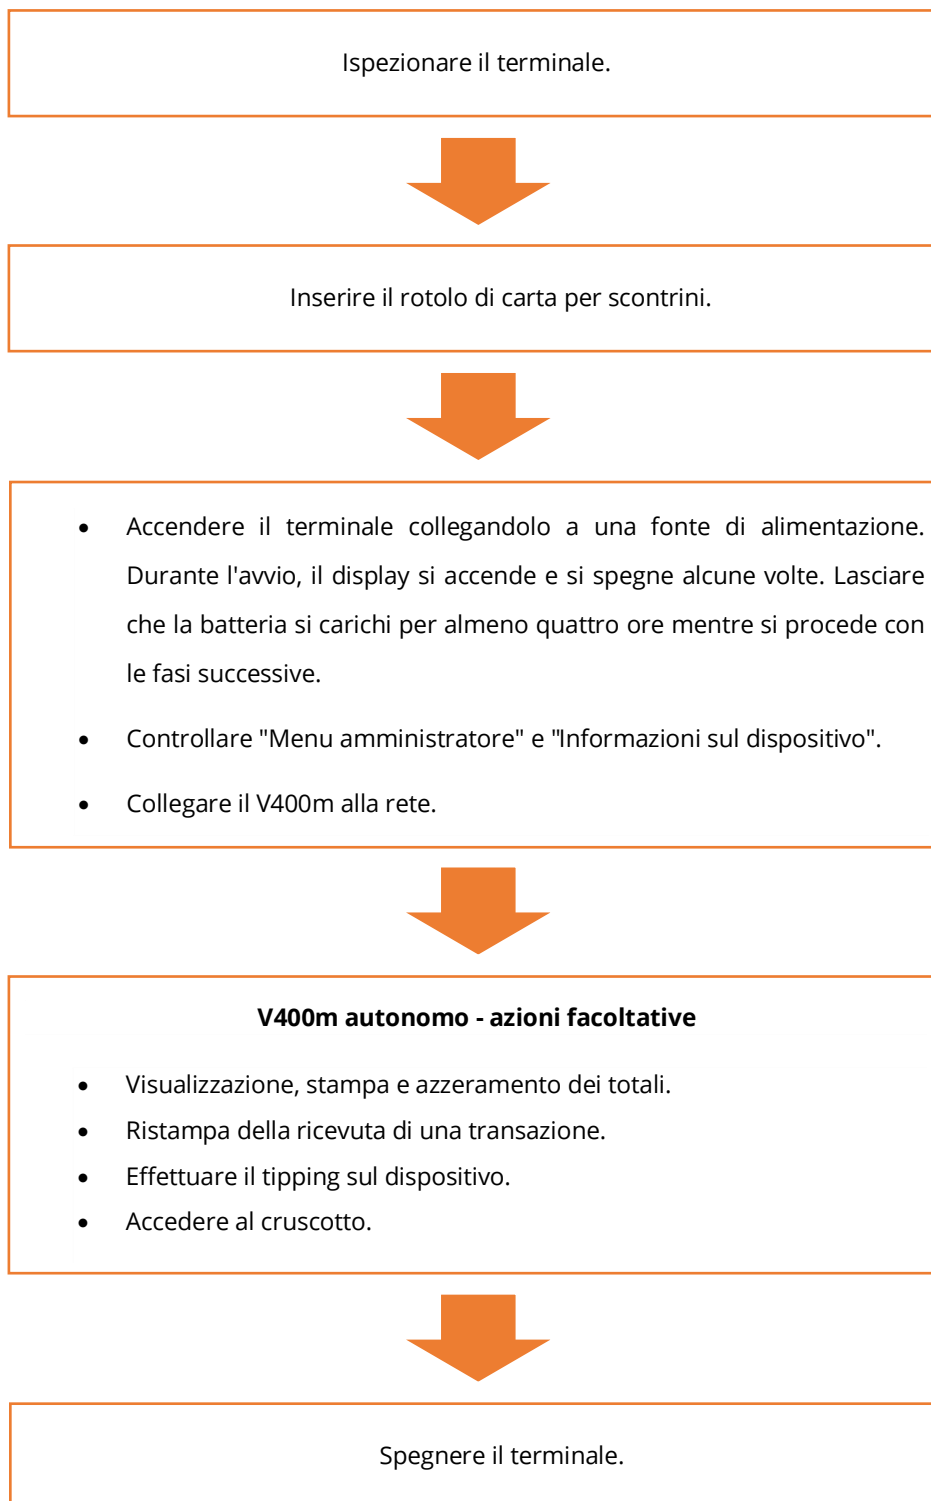 Ispezionare il terminale.
Inserire il rotolo di carta per scontrini.
• Accendere il terminale collegandolo a una fonte di alimentazione.
Durante l'avvio, il display si accende e si spegne alcune volte. Lasciare
che la batteria si carichi per almeno quattro ore mentre si procede con
le fasi successive.
• Controllare "Menu amministratore" e "Informazioni sul dispositivo".
• Collegare il V400m alla rete.
V400m autonomo - azioni facoltative
• Visualizzazione, stampa e azzeramento dei totali.
• Ristampa della ricevuta di una transazione.
• Effettuare il tipping sul dispositivo.
• Accedere al cruscotto.
Spegnere il terminale.